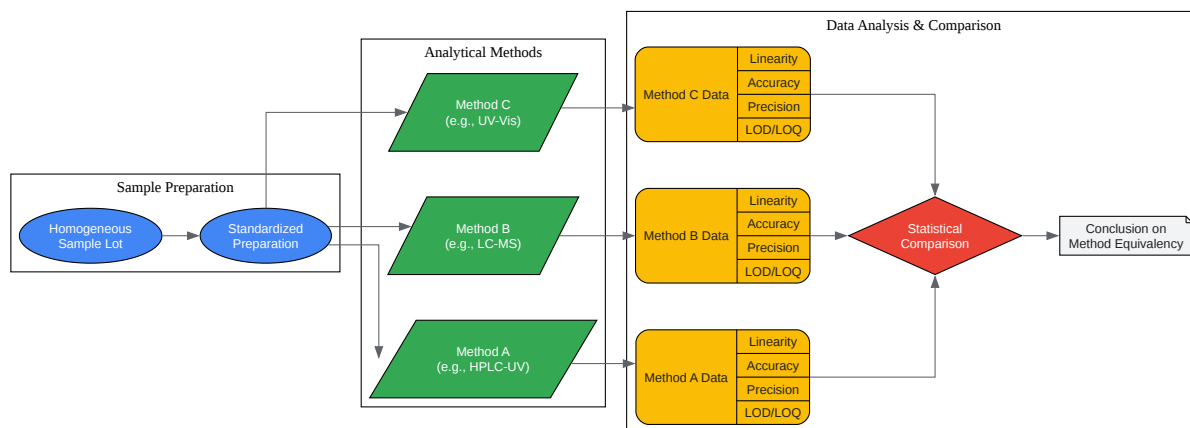 Sample Preparation
Homogeneous
Sample Lot
Standardized
Preparation
Analytical Methods
Method C
(e.g., UV-Vis)
Method B
(e.g., LC-MS)
Method A
(e.g., HPLC-UV)
Data Analysis & Comparison
Method C Data
Linearity
Accuracy
Precision
LOD/LOQ
Method B Data
Linearity
Accuracy
Precision
LOD/LOQ
Method A Data
Linearity
Accuracy
Precision
LOD/LOQ
Statistical
Comparison
Conclusion on
Method Equivalency